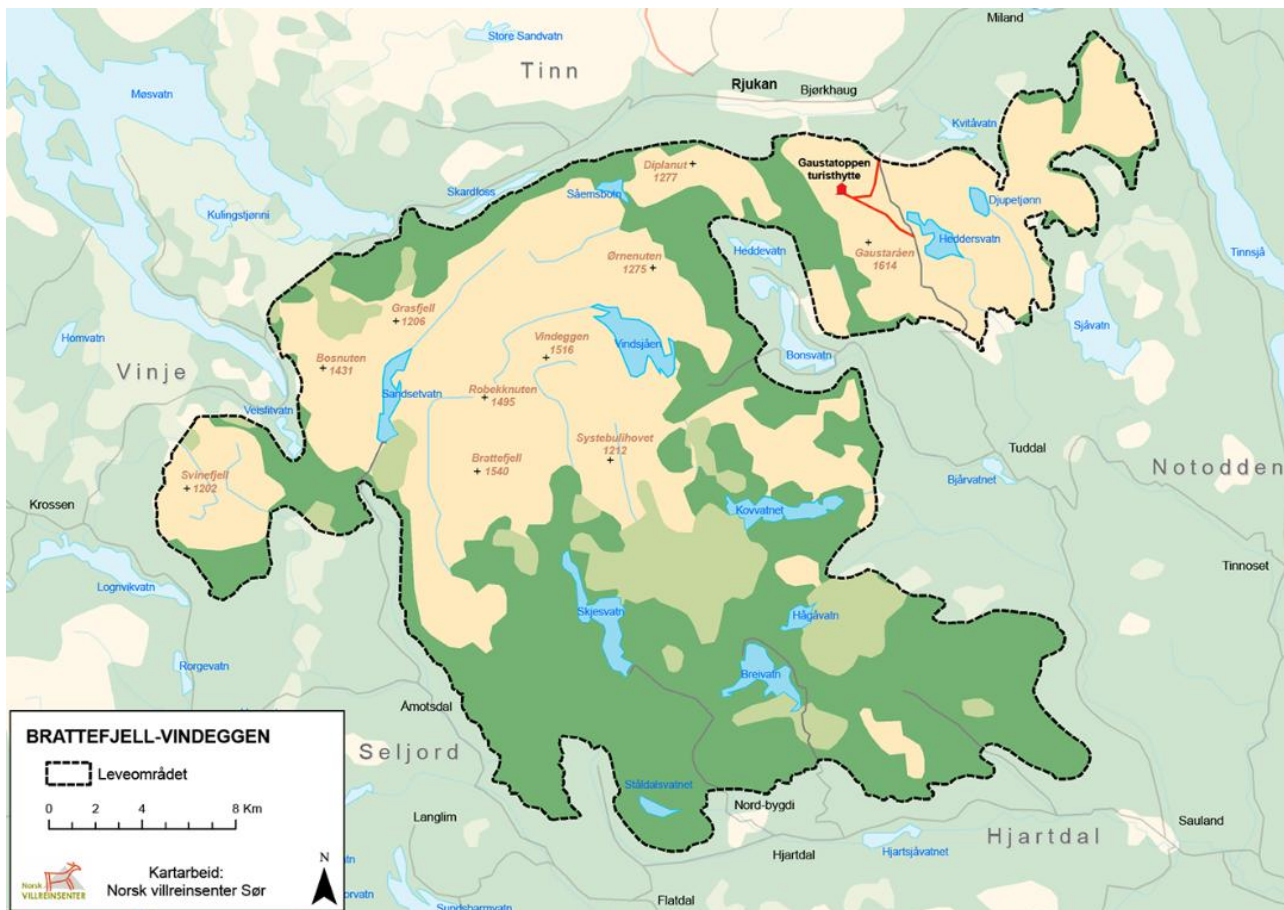 Miland
Store Sandvatn
Tinn
Rjukan
Bjørkhaug
Møsvatn
Kvitåvatn
Diplanut
1277
Gaustatoppen
turisthytte
Skardfoss
Såemsbotn
Djupetjønn
Kulingstjønni
Heddersvatn
Heddevatn
Gaustaråen
1614
Tinnsjå
Ørnenuten
1275
Grasfjell
1206
Sjåvatn
Homvatn
Vindeggen
1516
Vindsjåen
Bonsvatn
Bosnuten
1431
Vinje
Sandsetvatn
Robekknuten
1495
Systebulihovet
1212
Tuddal
Brattefjell
1540
Notodden
Svinefjell
1202
Bjårvatnet
Krossen
Kovvatnet
Tinnoset
Lognvikvatn
Skjesvatn
Hågåvatn
Rorgevatn
Breivatn
Åmotsdal
Seljord
Ståldalsvatnet
Nord-bygdi
Langlim
Hjartdal
Sauland
Hjartdal
Hjartsjåvatnet
Flatdal
BRATTEFJELL-VINDEGGEN
Leveområdet
0 2 4 8 Km
N
Kartarbeid:
Norsk villreinsenter Sør
Norsk
VILLREINSENTER